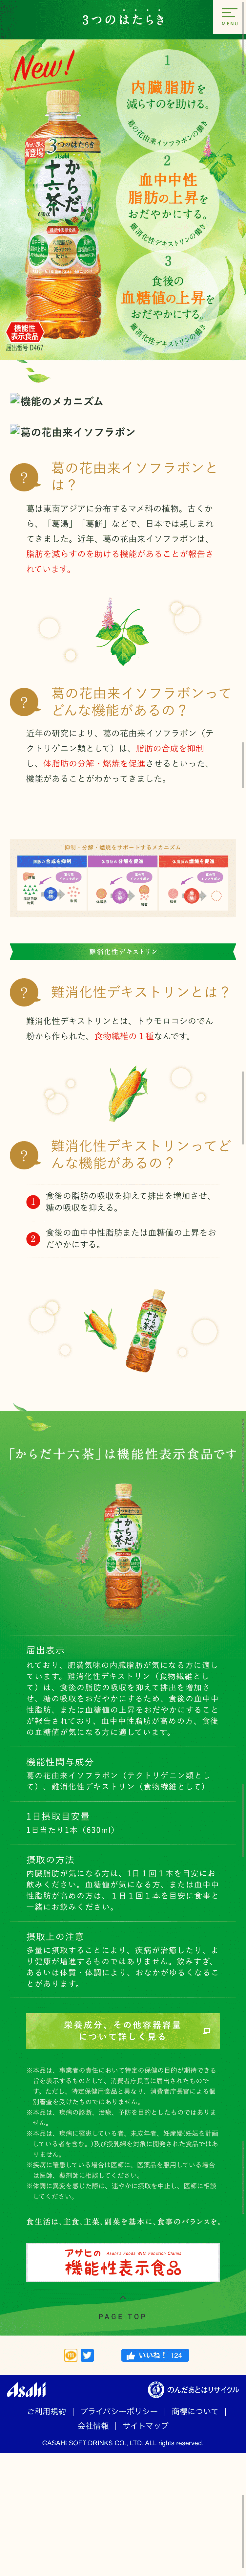 3つのはたらき
MENU
New!
1
内臓脂肪を
減らすのを助ける。
葛の花由来イソフラボンの働き
2
血中中性
脂肪の上昇を
おだやかにする。
難消化性デキストリンの働き
3
食後の
血糖値の上昇を
おだやかにする。
難消化性デキストリンの働き
新登場
3つのはたらき
アサヒ
からだ
十六茶
機能性
表示食品
届出番号 D467
機能のメカニズム
葛の花由来イソフラボン
?
葛の花由来イソフラボンと
は？
葛は東南アジアに分布するマメ科の植物。古くか
ら、「葛湯」「葛餅」などで、日本では親しまれ
てきました。近年、葛の花由来イソフラボンは、
脂肪を減らすのを助ける機能があることが報告さ
れています。
?
葛の花由来イソフラボンって
どんな機能があるの？
近年の研究により、葛の花由来イソフラボン（テ
クトリゲニン類として）は、脂肪の合成を抑制
し、体脂肪の分解・燃焼を促進させるといった、
機能があることがわかってきました。
抑制・分解・燃焼をサポートするメカニズム
脂肪の合成を抑制
体脂肪の分解を促進
体脂肪の燃焼を促進
難消化性デキストリン
?
難消化性デキストリンとは？
難消化性デキストリンとは、トウモロコシのでん
粉から作られた、食物繊維の１種なんです。
?
難消化性デキストリンってど
んな機能があるの？
1
食後の脂肪の吸収を抑えて排出を増加させ、
糖の吸収を抑える。
2
食後の血中中性脂肪または血糖値の上昇をお
だやかにする。
「からだ十六茶」は機能性表示食品です
からだ
十六茶
届出表示
れており、肥満気味の内臓脂肪が気になる方に適し
ています。難消化性デキストリン（食物繊維とし
て）は、食後の脂肪の吸収を抑えて排出を増加さ
せ、糖の吸収をおだやかにするため、食後の血中中
性脂肪、または血糖値の上昇をおだやかにすること
が報告されており、血中中性脂肪が高めの方、食後
の血糖値が気になる方に適しています。
機能性関与成分
葛の花由来イソフラボン（テクトリゲニン類とし
て）、難消化性デキストリン（食物繊維として）
1日摂取目安量
1日当たり1本（630ml）
摂取の方法
内臓脂肪が気になる方は、1日１回１本を目安にお
飲みください。血糖値が気になる方、または血中中
性脂肪が高めの方は、１日１回１本を目安に食事と
一緒にお飲みください。
摂取上の注意
多量に摂取することにより、疾病が治癒したり、よ
り健康が増進するものではありません。飲みすぎ、
あるいは体質・体調により、おなかがゆるくなるこ
とがあります。
栄養成分、その他容器容量
について詳しく見る
※本品は、事業者の責任において特定の保健の目的が期待できる
旨を表示するものとして、消費者庁長官に届出されたもので
す。ただし、特定保健用食品と異なり、消費者庁長官による個
別審査を受けたものではありません。
※本品は、疾病の診断、治療、予防を目的としたものではありま
せん。
※本品は、疾病に罹患している者、未成年者、妊産婦(妊娠を計画
している者を含む｡)及び授乳婦を対象に開発された食品ではあ
りません。
※疾病に罹患している場合は医師に、医薬品を服用している場合
は医師、薬剤師に相談してください。
※体調に異変を感じた際は、速やかに摂取を中止し、医師に相談
してください。
食生活は、主食、主菜、副菜を基本に、食事のバランスを。
アサヒの Asahi's Foods With Function Claims
機能性表示食品
PAGE TOP
いいね！ 124
Asahi
のんだあとはリサイクル
ご利用規約 | プライバシーポリシー | 商標について |
会社情報 | サイトマップ
©ASAHI SOFT DRINKS CO., LTD. ALL rights reserved.